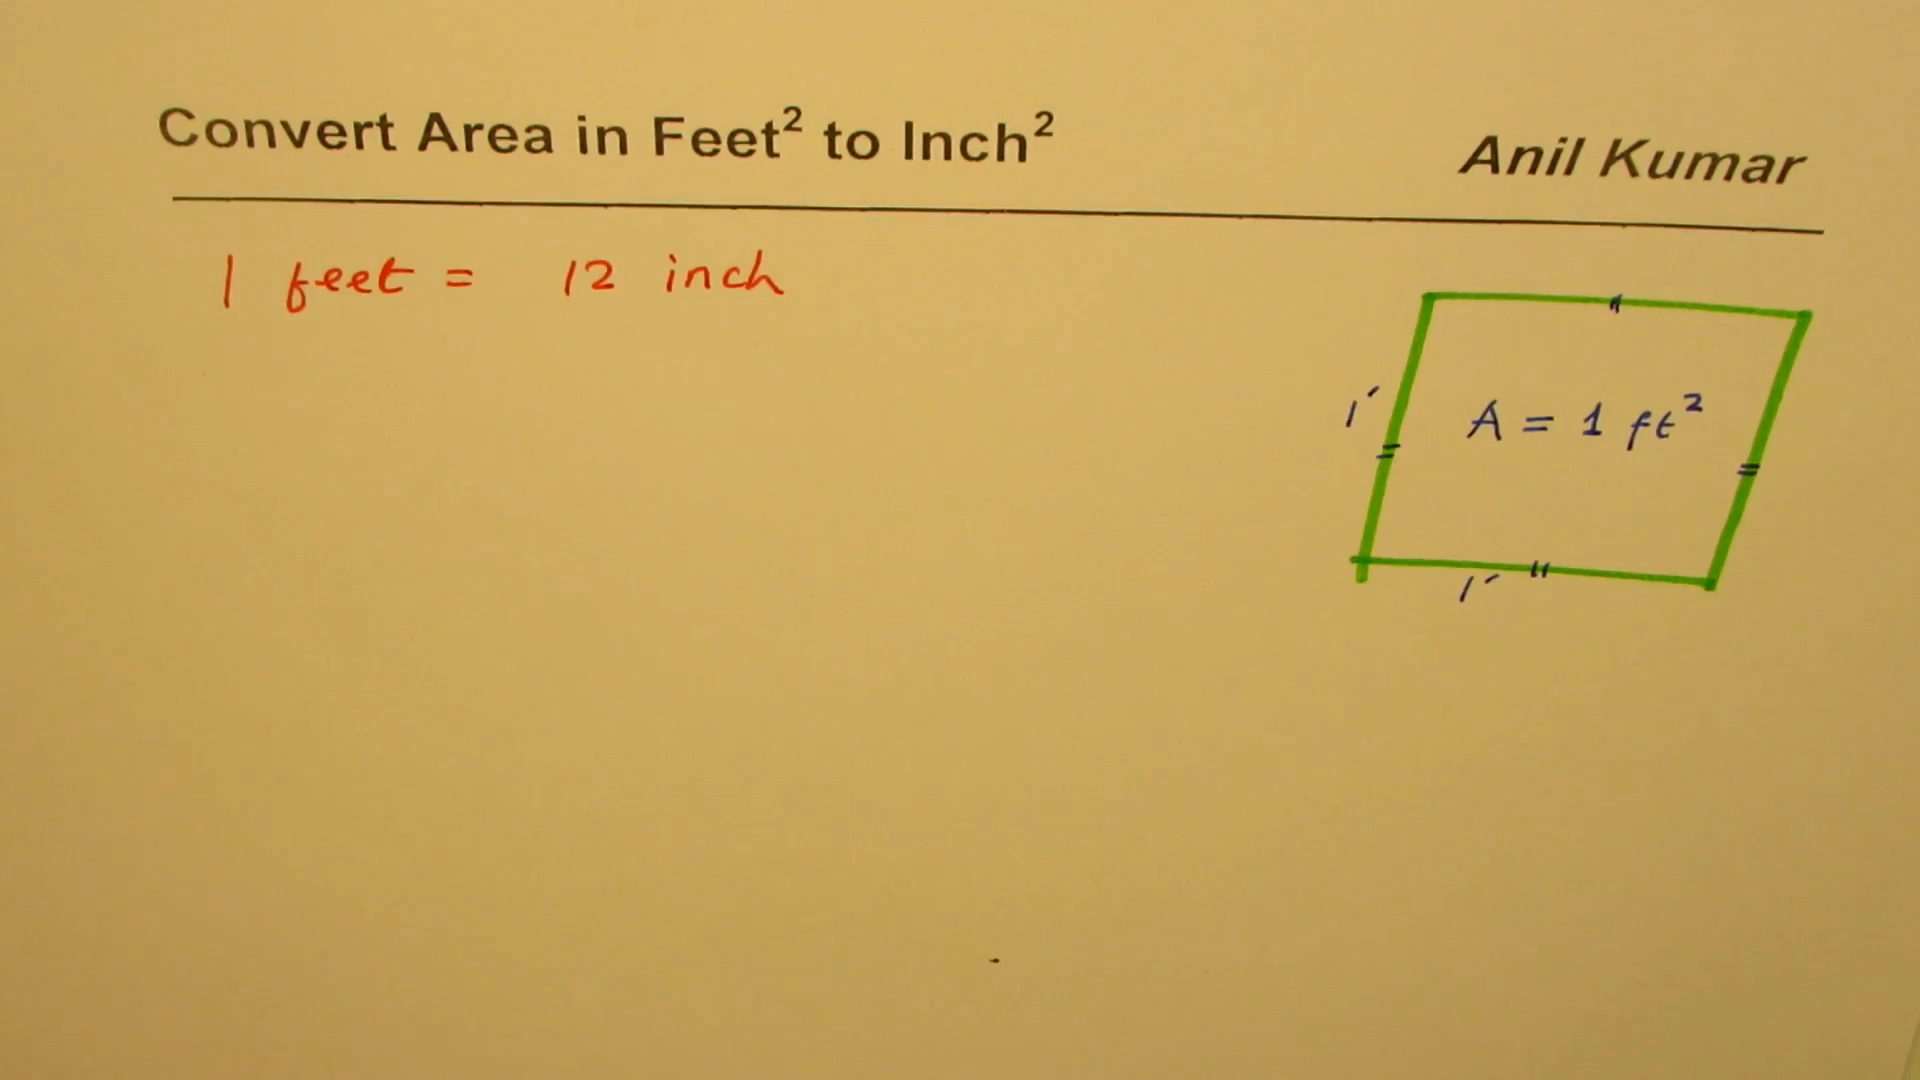 Convert Area in Feet² to Inch²
Anil Kumar
1 feet = 12 inch
1'
A = 1 ft²
1'